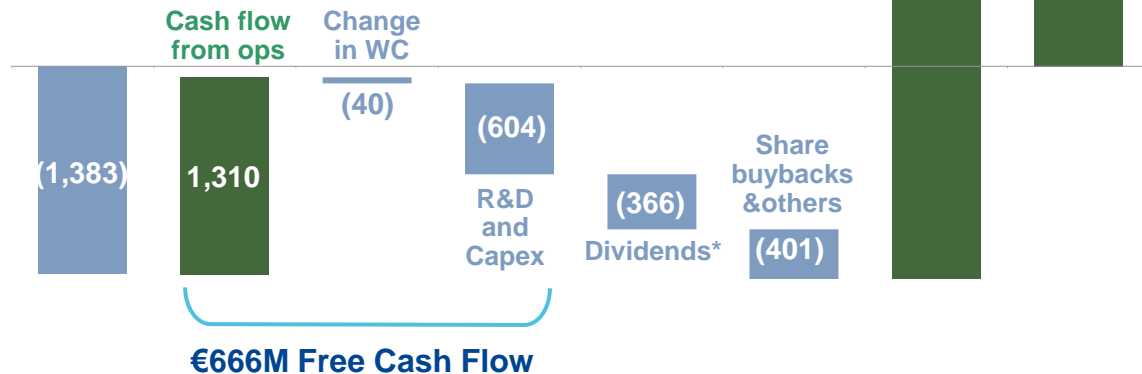 Cash flow
from ops
Change
in WC
(1,383)
1,310
(40)
(604)
R&D
and
Capex
(366)
Dividends*
Share
buybacks
&others
(401)
€666M Free Cash Flow